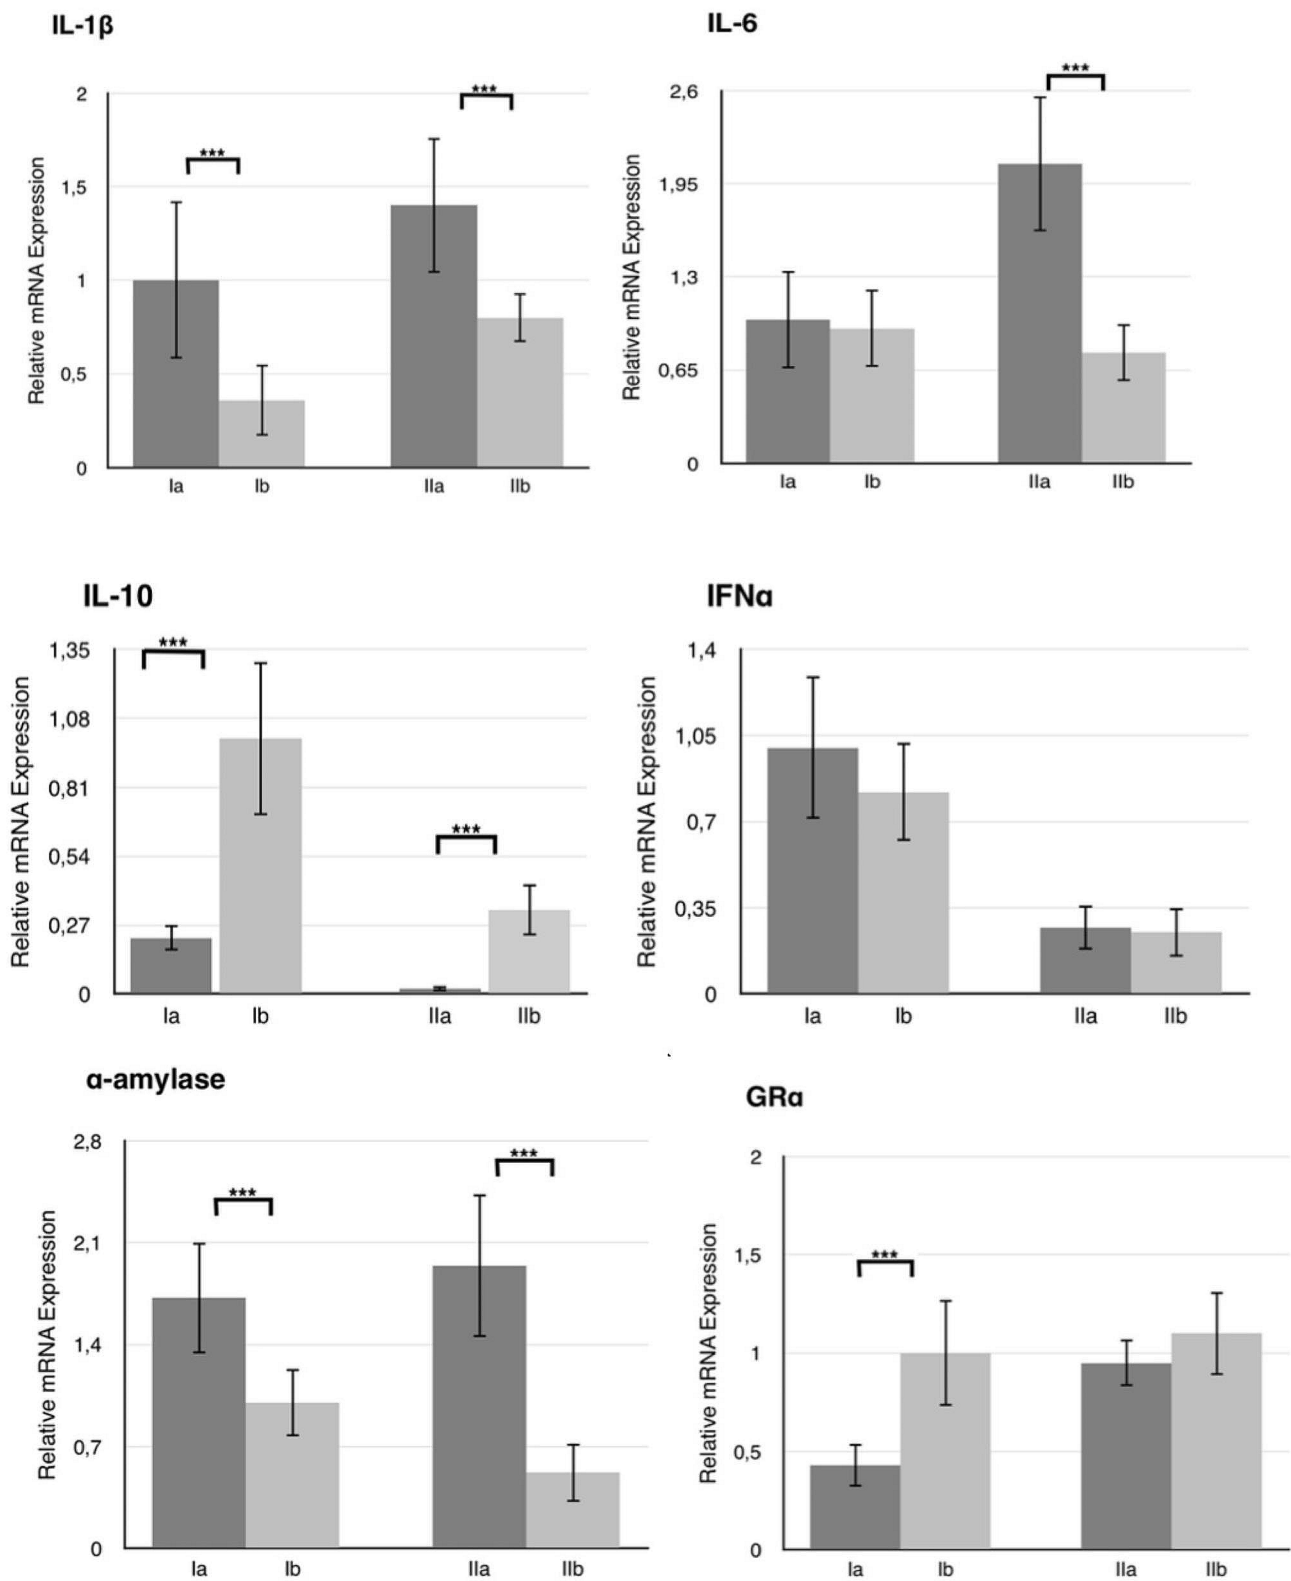 IL-1β
Relative mRNA Expression
2
1,5
1
0,5
0
***
***
Ia
Ib
IIa
IIb
IL-6
Relative mRNA Expression
2,6
1,95
1,3
0,65
0
***
Ia
Ib
IIa
IIb
IL-10
Relative mRNA Expression
1,35
1,08
0,81
0,54
0,27
0
***
***
Ia
Ib
IIa
IIb
IFNα
Relative mRNA Expression
1,4
1,05
0,7
0,35
0
Ia
Ib
IIa
IIb
α-amylase
Relative mRNA Expression
2,8
2,1
1,4
0,7
0
***
***
Ia
Ib
IIa
IIb
GRα
Relative mRNA Expression
2
1,5
1
0,5
0
***
Ia
Ib
IIa
IIb